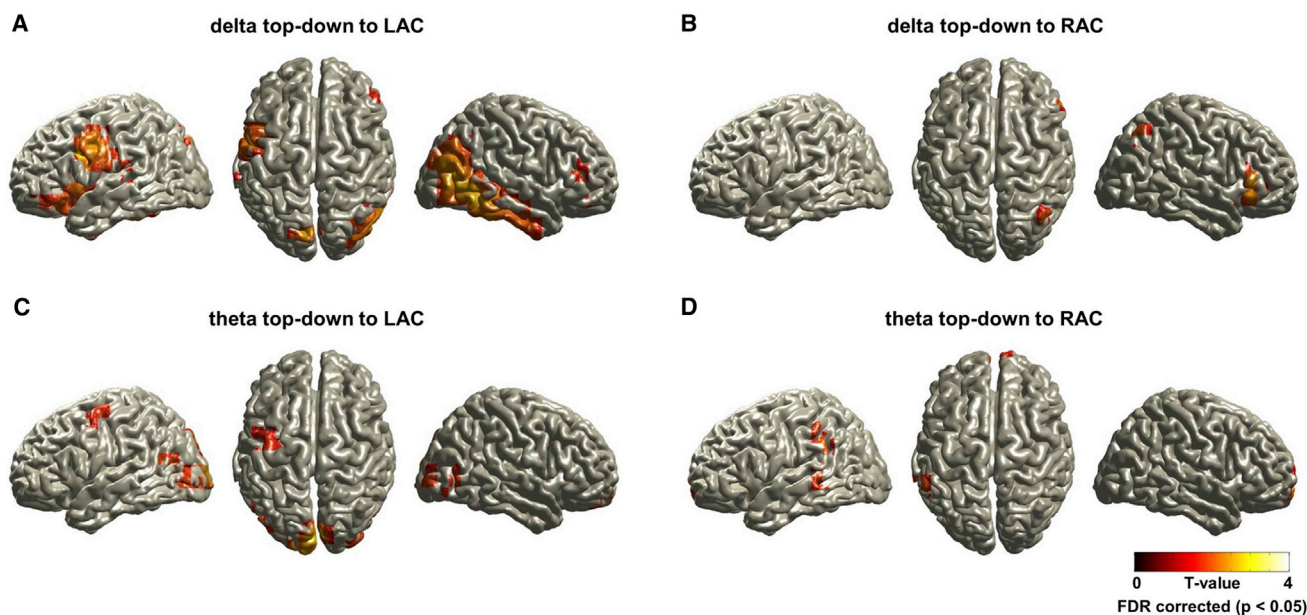 A
delta top-down to LAC
B
delta top-down to RAC
C
theta top-down to LAC
D
theta top-down to RAC
0 T-value 4
FDR corrected (p < 0.05)